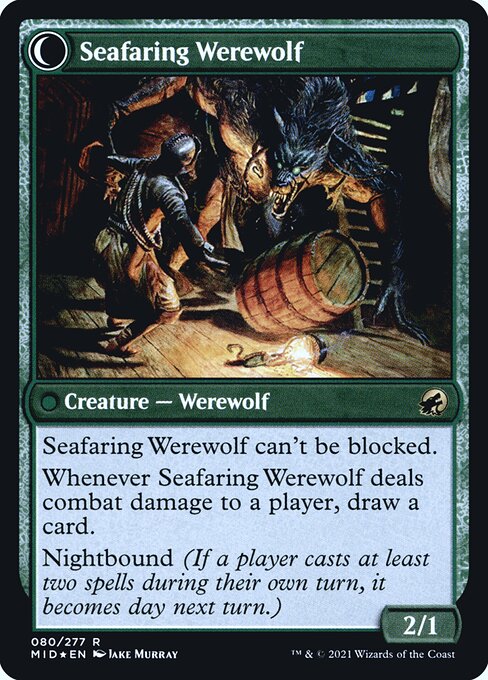 Seafaring Werewolf
Creature — Werewolf
Seafaring Werewolf can't be blocked.
Whenever Seafaring Werewolf deals
combat damage to a player, draw a
card.
Nightbound (If a player casts at least
two spells during their own turn, it
becomes day next turn.)
2/1
080/277 R
MID★EN Jake Murray
™ & © 2021 Wizards of the Coast